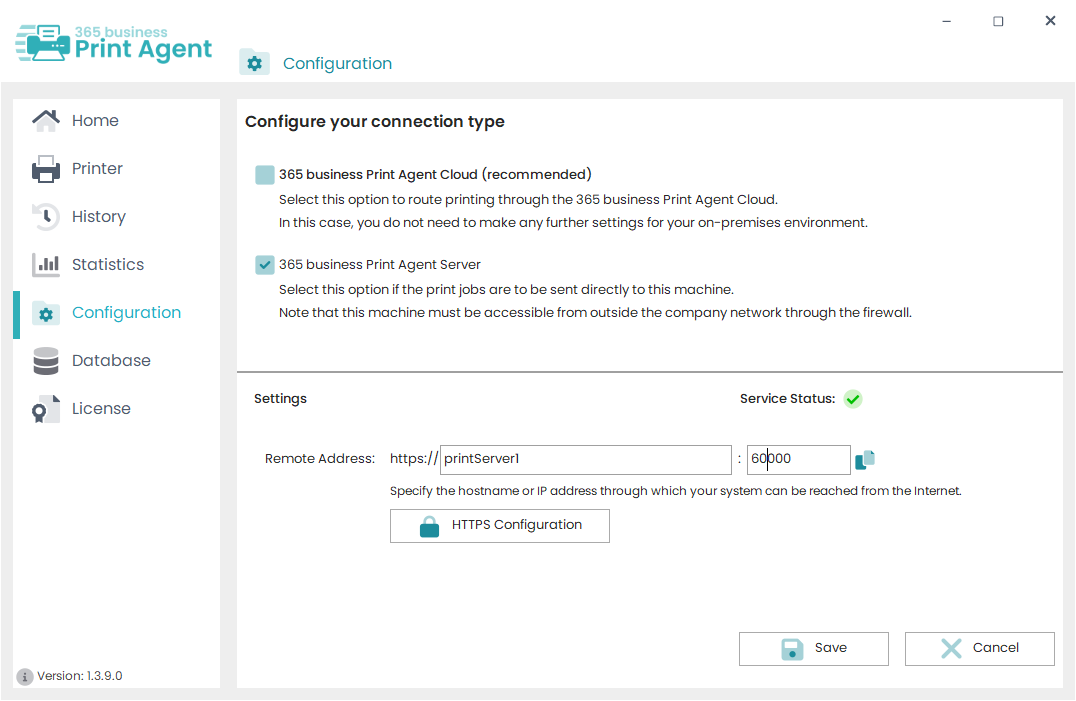 365 business
Print Agent
Configuration
Home
Printer
History
Statistics
Configuration
Database
License
Version: 1.3.9.0
Configure your connection type
365 business Print Agent Cloud (recommended)
Select this option to route printing through the 365 business Print Agent Cloud.
In this case, you do not need to make any further settings for your on-premises environment.
365 business Print Agent Server
Select this option if the print jobs are to be sent directly to this machine.
Note that this machine must be accessible from outside the company network through the firewall.
Settings Service Status:
Remote Address: https:// printServer1 : 60000
Specify the hostname or IP address through which your system can be reached from the Internet.
HTTPS Configuration
Save Cancel